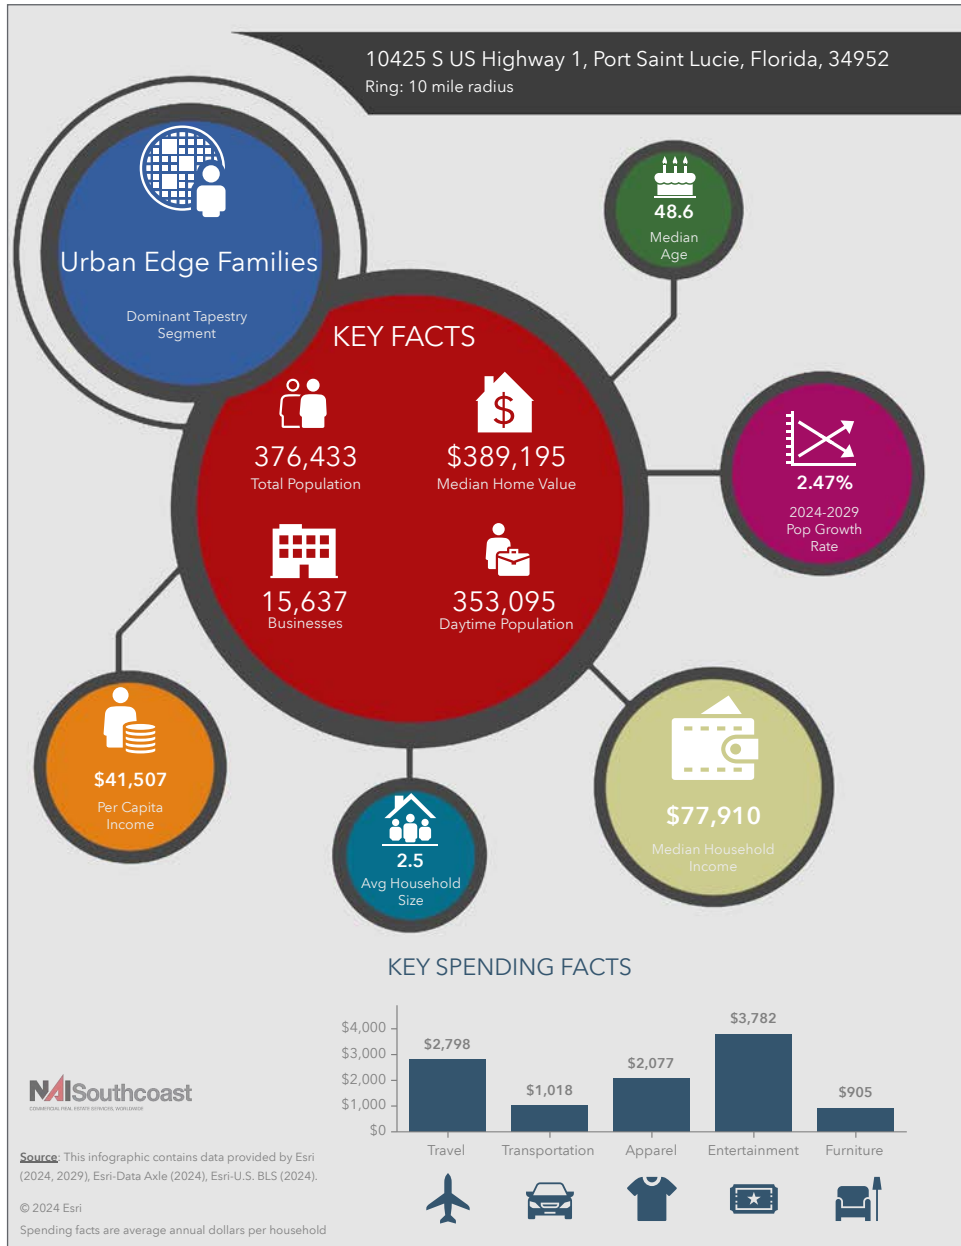 10425 S US Highway 1, Port Saint Lucie, Florida, 34952
Ring: 10 mile radius
Urban Edge Families
Dominant Tapestry
Segment
48.6
Median
Age
KEY FACTS
376,433
Total Population
$389,195
Median Home Value
15,637
Businesses
353,095
Daytime Population
2.47%
2024-2029
Pop Growth
Rate
$41,507
Per Capita
Income
2.5
Avg Household
Size
$77,910
Median Household
Income
KEY SPENDING FACTS
$4,000
$3,000
$2,000
$1,000
$0
$2,798
$1,018
$2,077
$3,782
$905
Travel
Transportation
Apparel
Entertainment
Furniture
NAISouthcoast
COMMERCIAL REAL ESTATE SERVICES, WORLDWIDE
Source: This infographic contains data provided by Esri
(2024, 2029), Esri-Data Axle (2024), Esri-U.S. BLS (2024).
© 2024 Esri
Spending facts are average annual dollars per household